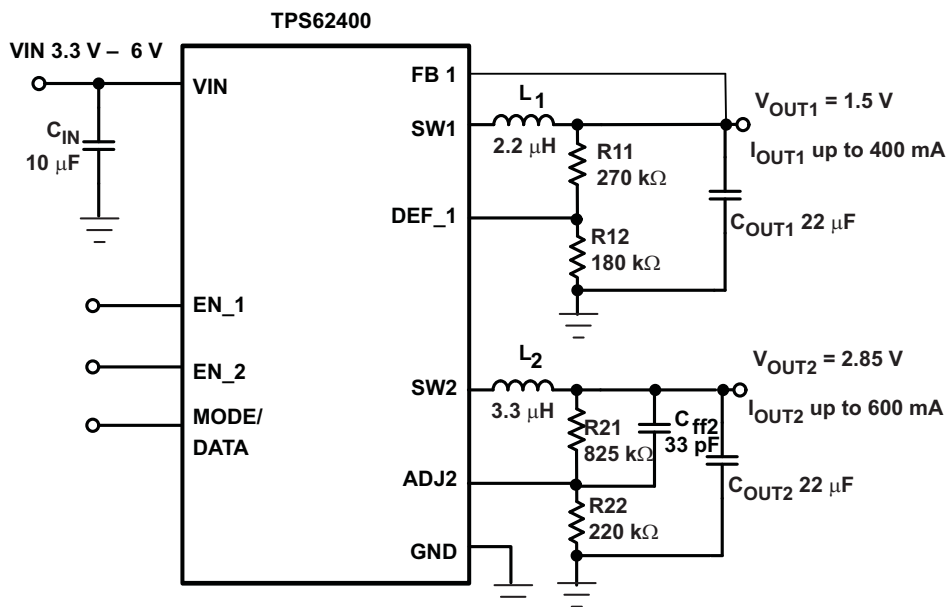 TPS62400
VIN 3.3 V – 6 V
VIN
FB 1
C_IN
10 μF
SW1
L1
2.2 μH
V_OUT1 = 1.5 V
I_OUT1 up to 400 mA
R11
270 kΩ
C_OUT1 22 μF
DEF_1
R12
180 kΩ
EN_1
EN_2
MODE/
DATA
SW2
L2
3.3 μH
V_OUT2 = 2.85 V
I_OUT2 up to 600 mA
R21
825 kΩ
C_ff2
33 pF
C_OUT2 22 μF
ADJ2
R22
220 kΩ
GND